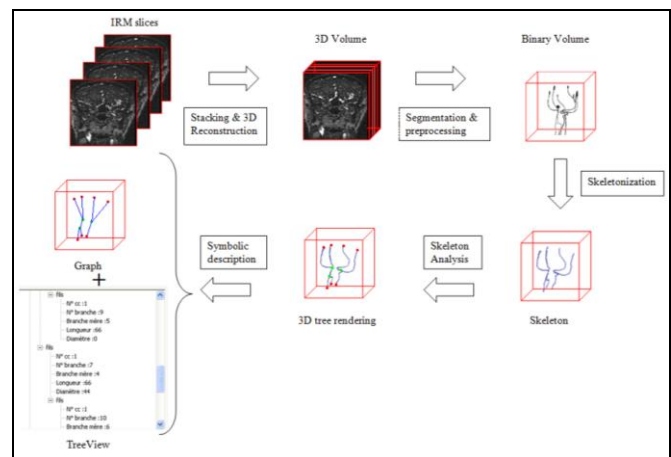 IRM slices
3D Volume
Binary Volume
Stacking & 3D
Reconstruction
Segmentation &
preprocessing
Skeletonization
Graph
+
Symbolic
description
Skeleton
Analysis
3D tree rendering
Skeleton
fils
N° cc :1
N° branche :9
Branche mère :5
Longueur :66
Diamètre :0
fils
N° cc :1
N° branche :7
Branche mère :4
Longueur :66
Diamètre :44
fils
N° cc :1
N° branche :10
Branche mère :6
TreeView